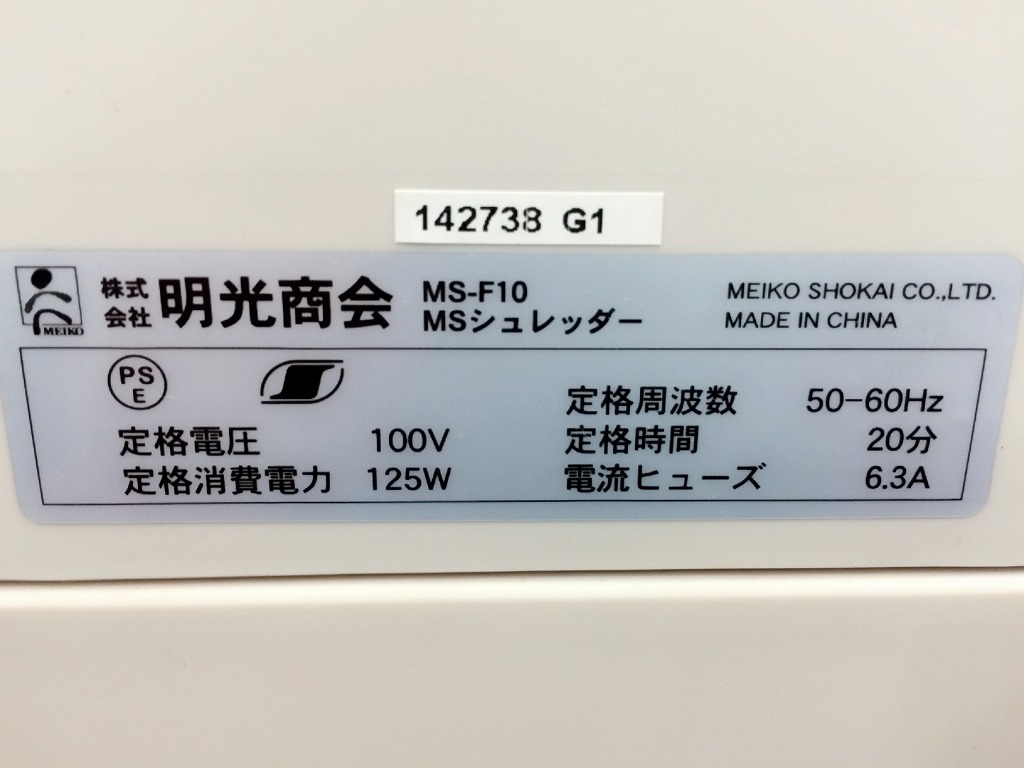 142738 G1
MEIKO
株式会社 明光商会
MS-F10
MSシュレッダー
MEIKO SHOKAI CO.,LTD.
MADE IN CHINA
PS
E
定格電圧 100V
定格消費電力 125W
定格周波数 50-60Hz
定格時間 20分
電流ヒューズ 6.3A